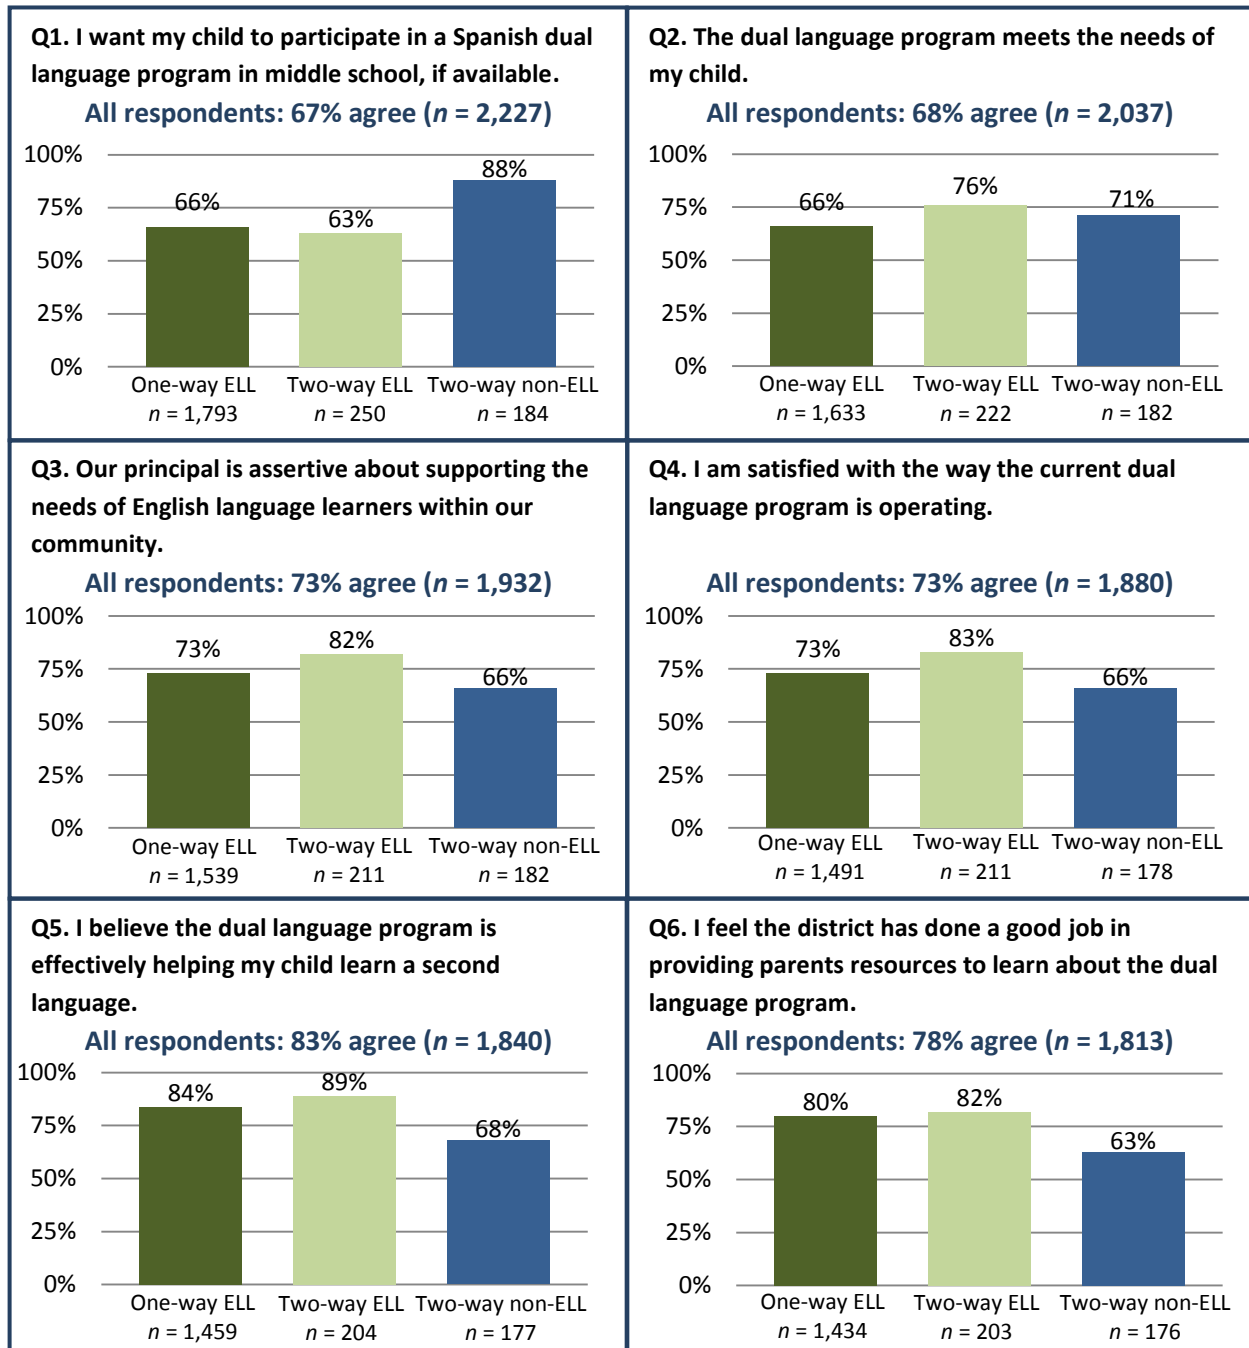 Q1. I want my child to participate in a Spanish dual
language program in middle school, if available.
All respondents: 67% agree (n = 2,227)
100%
75%
50%
25%
0%
66%
63%
88%
One-way ELL
n = 1,793
Two-way ELL
n = 250
Two-way non-ELL
n = 184
Q2. The dual language program meets the needs of
my child.
All respondents: 68% agree (n = 2,037)
100%
75%
50%
25%
0%
66%
76%
71%
One-way ELL
n = 1,633
Two-way ELL
n = 222
Two-way non-ELL
n = 182
Q3. Our principal is assertive about supporting the
needs of English language learners within our
community.
All respondents: 73% agree (n = 1,932)
100%
75%
50%
25%
0%
73%
82%
66%
One-way ELL
n = 1,539
Two-way ELL
n = 211
Two-way non-ELL
n = 182
Q4. I am satisfied with the way the current dual
language program is operating.
All respondents: 73% agree (n = 1,880)
100%
75%
50%
25%
0%
73%
83%
66%
One-way ELL
n = 1,491
Two-way ELL
n = 211
Two-way non-ELL
n = 178
Q5. I believe the dual language program is
effectively helping my child learn a second
language.
All respondents: 83% agree (n = 1,840)
100%
75%
50%
25%
0%
84%
89%
68%
One-way ELL
n = 1,459
Two-way ELL
n = 204
Two-way non-ELL
n = 177
Q6. I feel the district has done a good job in
providing parents resources to learn about the dual
language program.
All respondents: 78% agree (n = 1,813)
100%
75%
50%
25%
0%
80%
82%
63%
One-way ELL
n = 1,434
Two-way ELL
n = 203
Two-way non-ELL
n = 176